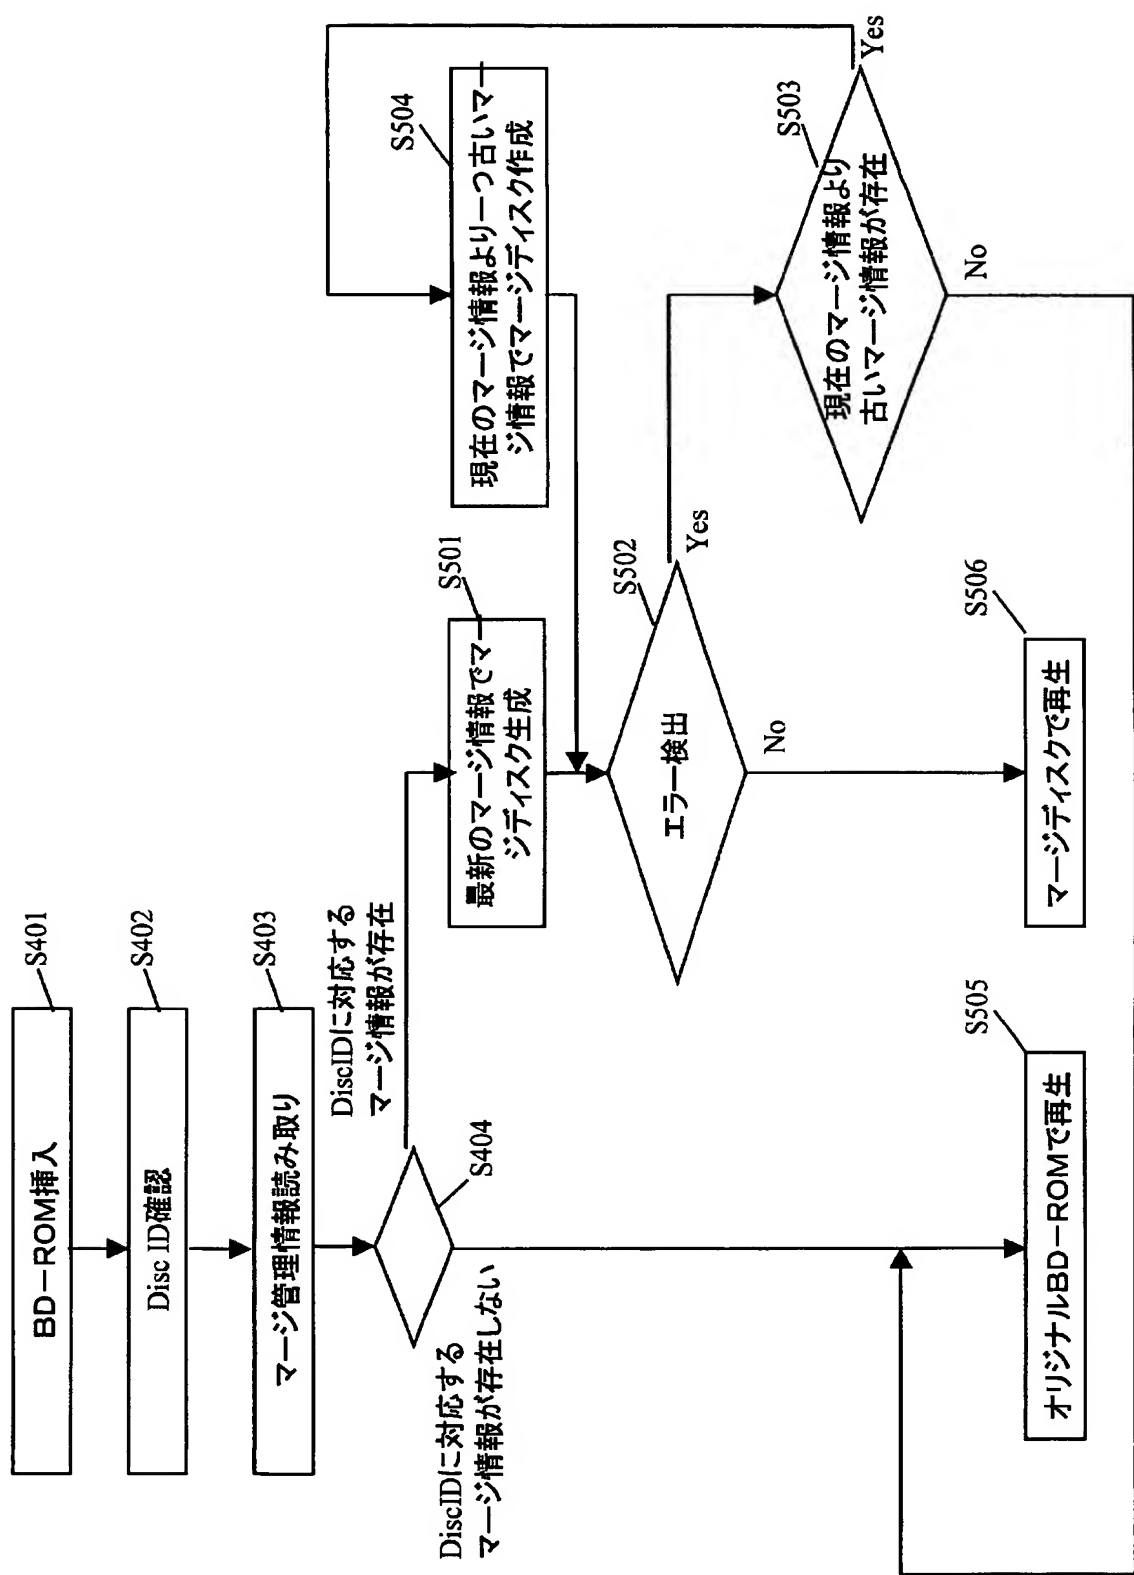 BD－ROM挿入
S401
Disc ID確認
S402
マージ管理情報読み取り
S403
S404
DiscIDに対応する
マージ情報が存在
DiscIDに対応する
マージ情報が存在しない
最新のマージ情報でマー
ジディスク生成
S501
現在のマージ情報より一つ古いマー
ジ情報でマージディスク作成
S504
エラー検出
S502
Yes
No
現在のマージ情報より
古いマージ情報が存在
S503
Yes
No
オリジナルBD－ROMで再生
S505
マージディスクで再生
S506